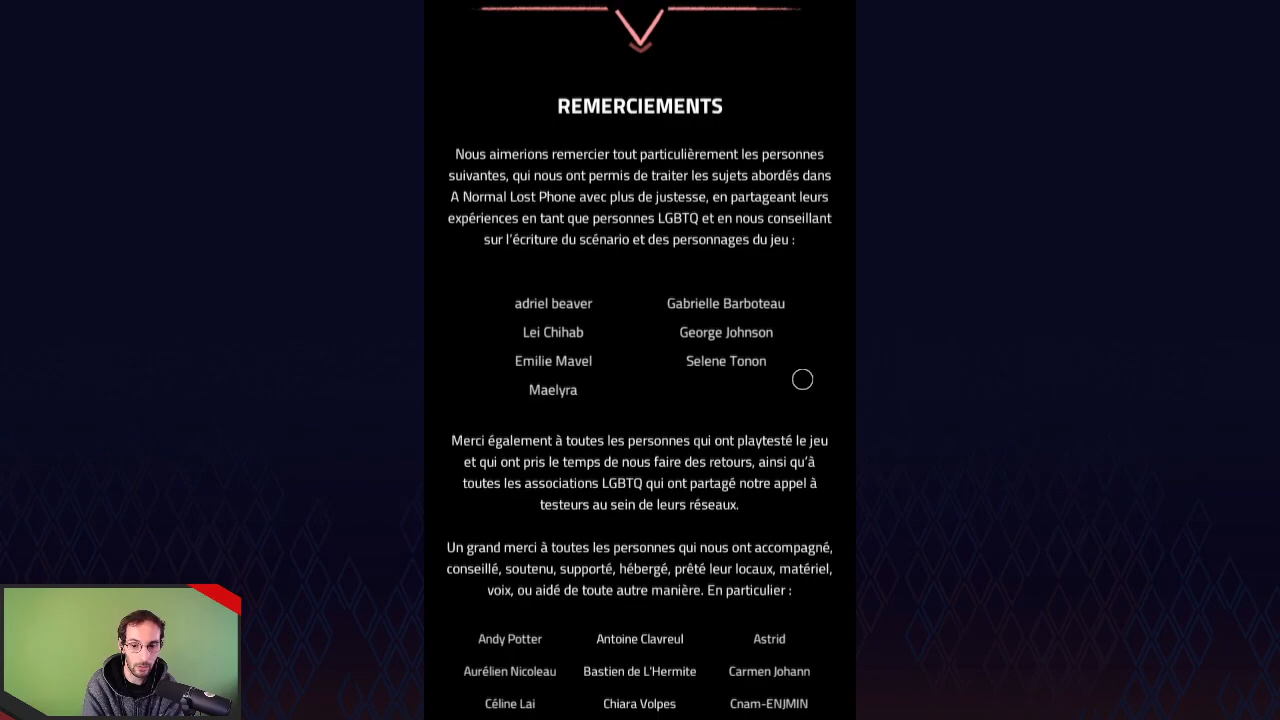 REMERCIEMENTS
Nous aimerions remercier tout particulièrement les personnes
suivantes, qui nous ont permis de traiter les sujets abordés dans
A Normal Lost Phone avec plus de justesse, en partageant leurs
expériences en tant que personnes LGBTQ et en nous conseillant
sur l'écriture du scénario et des personnages du jeu :
adriel beaver
Gabrielle Barboteau
Lei Chihab
George Johnson
Emilie Mavel
Selene Tonon
Maelyra
Merci également à toutes les personnes qui ont playtesté le jeu
et qui ont pris le temps de nous faire des retours, ainsi qu'à
toutes les associations LGBTQ qui ont partagé notre appel à
testeurs au sein de leurs réseaux.
Un grand merci à toutes les personnes qui nous ont accompagné,
conseillé, soutenu, supporté, hébergé, prêté leur locaux, matériel,
voix, ou aidé de toute autre manière. En particulier :
Andy Potter
Antoine Clavreul
Astrid
Aurélien Nicoleau
Bastien de L'Hermite
Carmen Johann
Céline Lai
Chiara Volpes
Cnam-ENJMIN